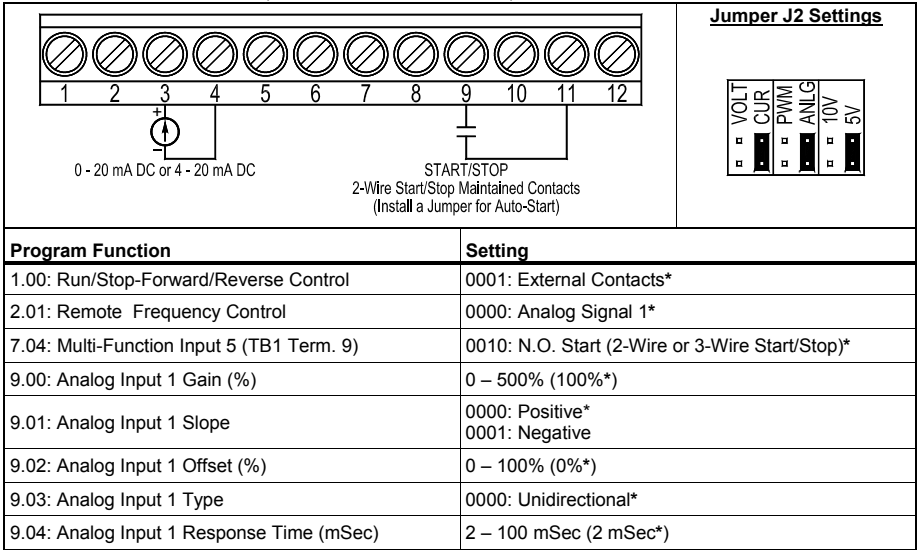 Jumper J2 Settings
1 2 3 4 5 6 7 8 9 10 11 12
+
−
0 - 20 mA DC or 4 - 20 mA DC
START/STOP
2-Wire Start/Stop Maintained Contacts
(Install a Jumper for Auto-Start)
VOLT
CUR
PWM
ANLG
10V
5V
Program Function Setting
1.00: Run/Stop-Forward/Reverse Control 0001: External Contacts*
2.01: Remote Frequency Control 0000: Analog Signal 1*
7.04: Multi-Function Input 5 (TB1 Term. 9) 0010: N.O. Start (2-Wire or 3-Wire Start/Stop)*
9.00: Analog Input 1 Gain (%) 0 – 500% (100%*)
9.01: Analog Input 1 Slope 0000: Positive*
0001: Negative
9.02: Analog Input 1 Offset (%) 0 – 100% (0%*)
9.03: Analog Input 1 Type 0000: Unidirectional*
9.04: Analog Input 1 Response Time (mSec) 2 – 100 mSec (2 mSec*)